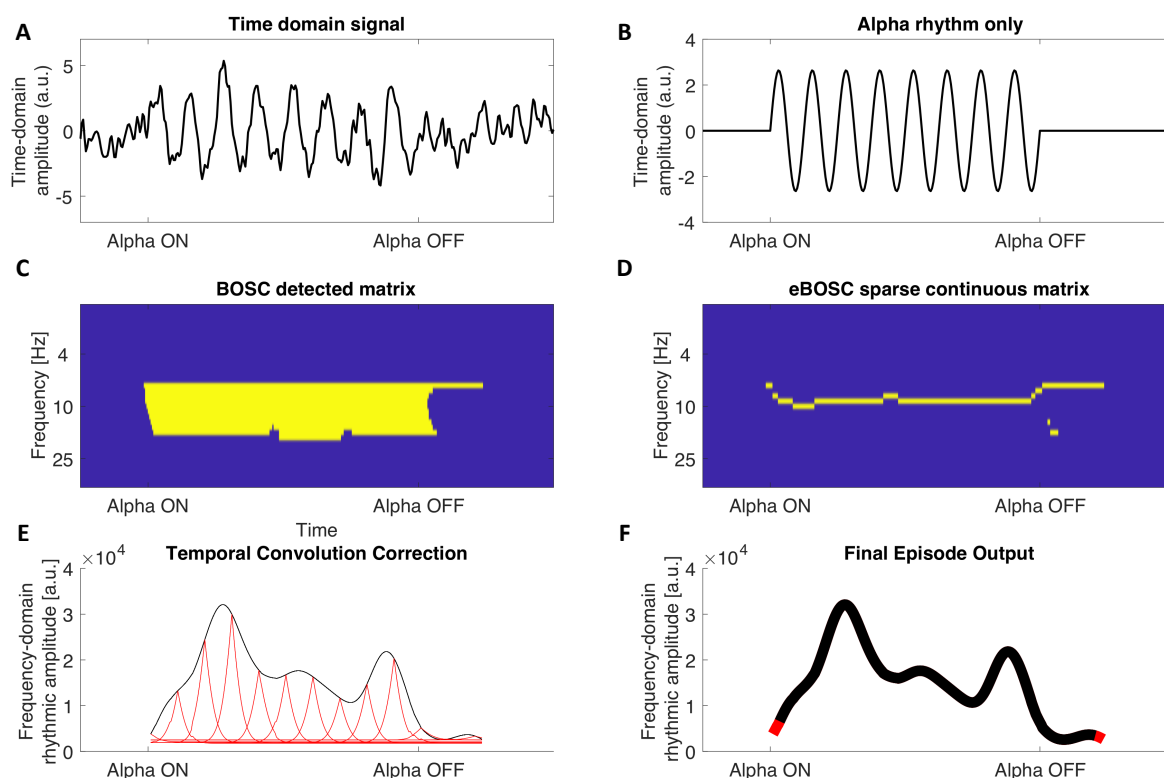 A
Time domain signal
Time-domain
amplitude (a.u.)
5
0
-5
Alpha ON
Alpha OFF
B
Alpha rhythm only
Time-domain
amplitude (a.u.)
4
2
0
-2
-4
Alpha ON
Alpha OFF
C
BOSC detected matrix
Frequency [Hz]
4
10
25
Alpha ON
Alpha OFF
Time
D
eBOSC sparse continuous matrix
Frequency [Hz]
4
10
25
Alpha ON
Alpha OFF
E
Temporal Convolution Correction
×10⁴
Frequency-domain
rhythmic amplitude [a.u.]
4
3
2
1
0
Alpha ON
Alpha OFF
F
Final Episode Output
×10⁴
Frequency-domain
rhythmic amplitude [a.u.]
4
3
2
1
0
Alpha ON
Alpha OFF